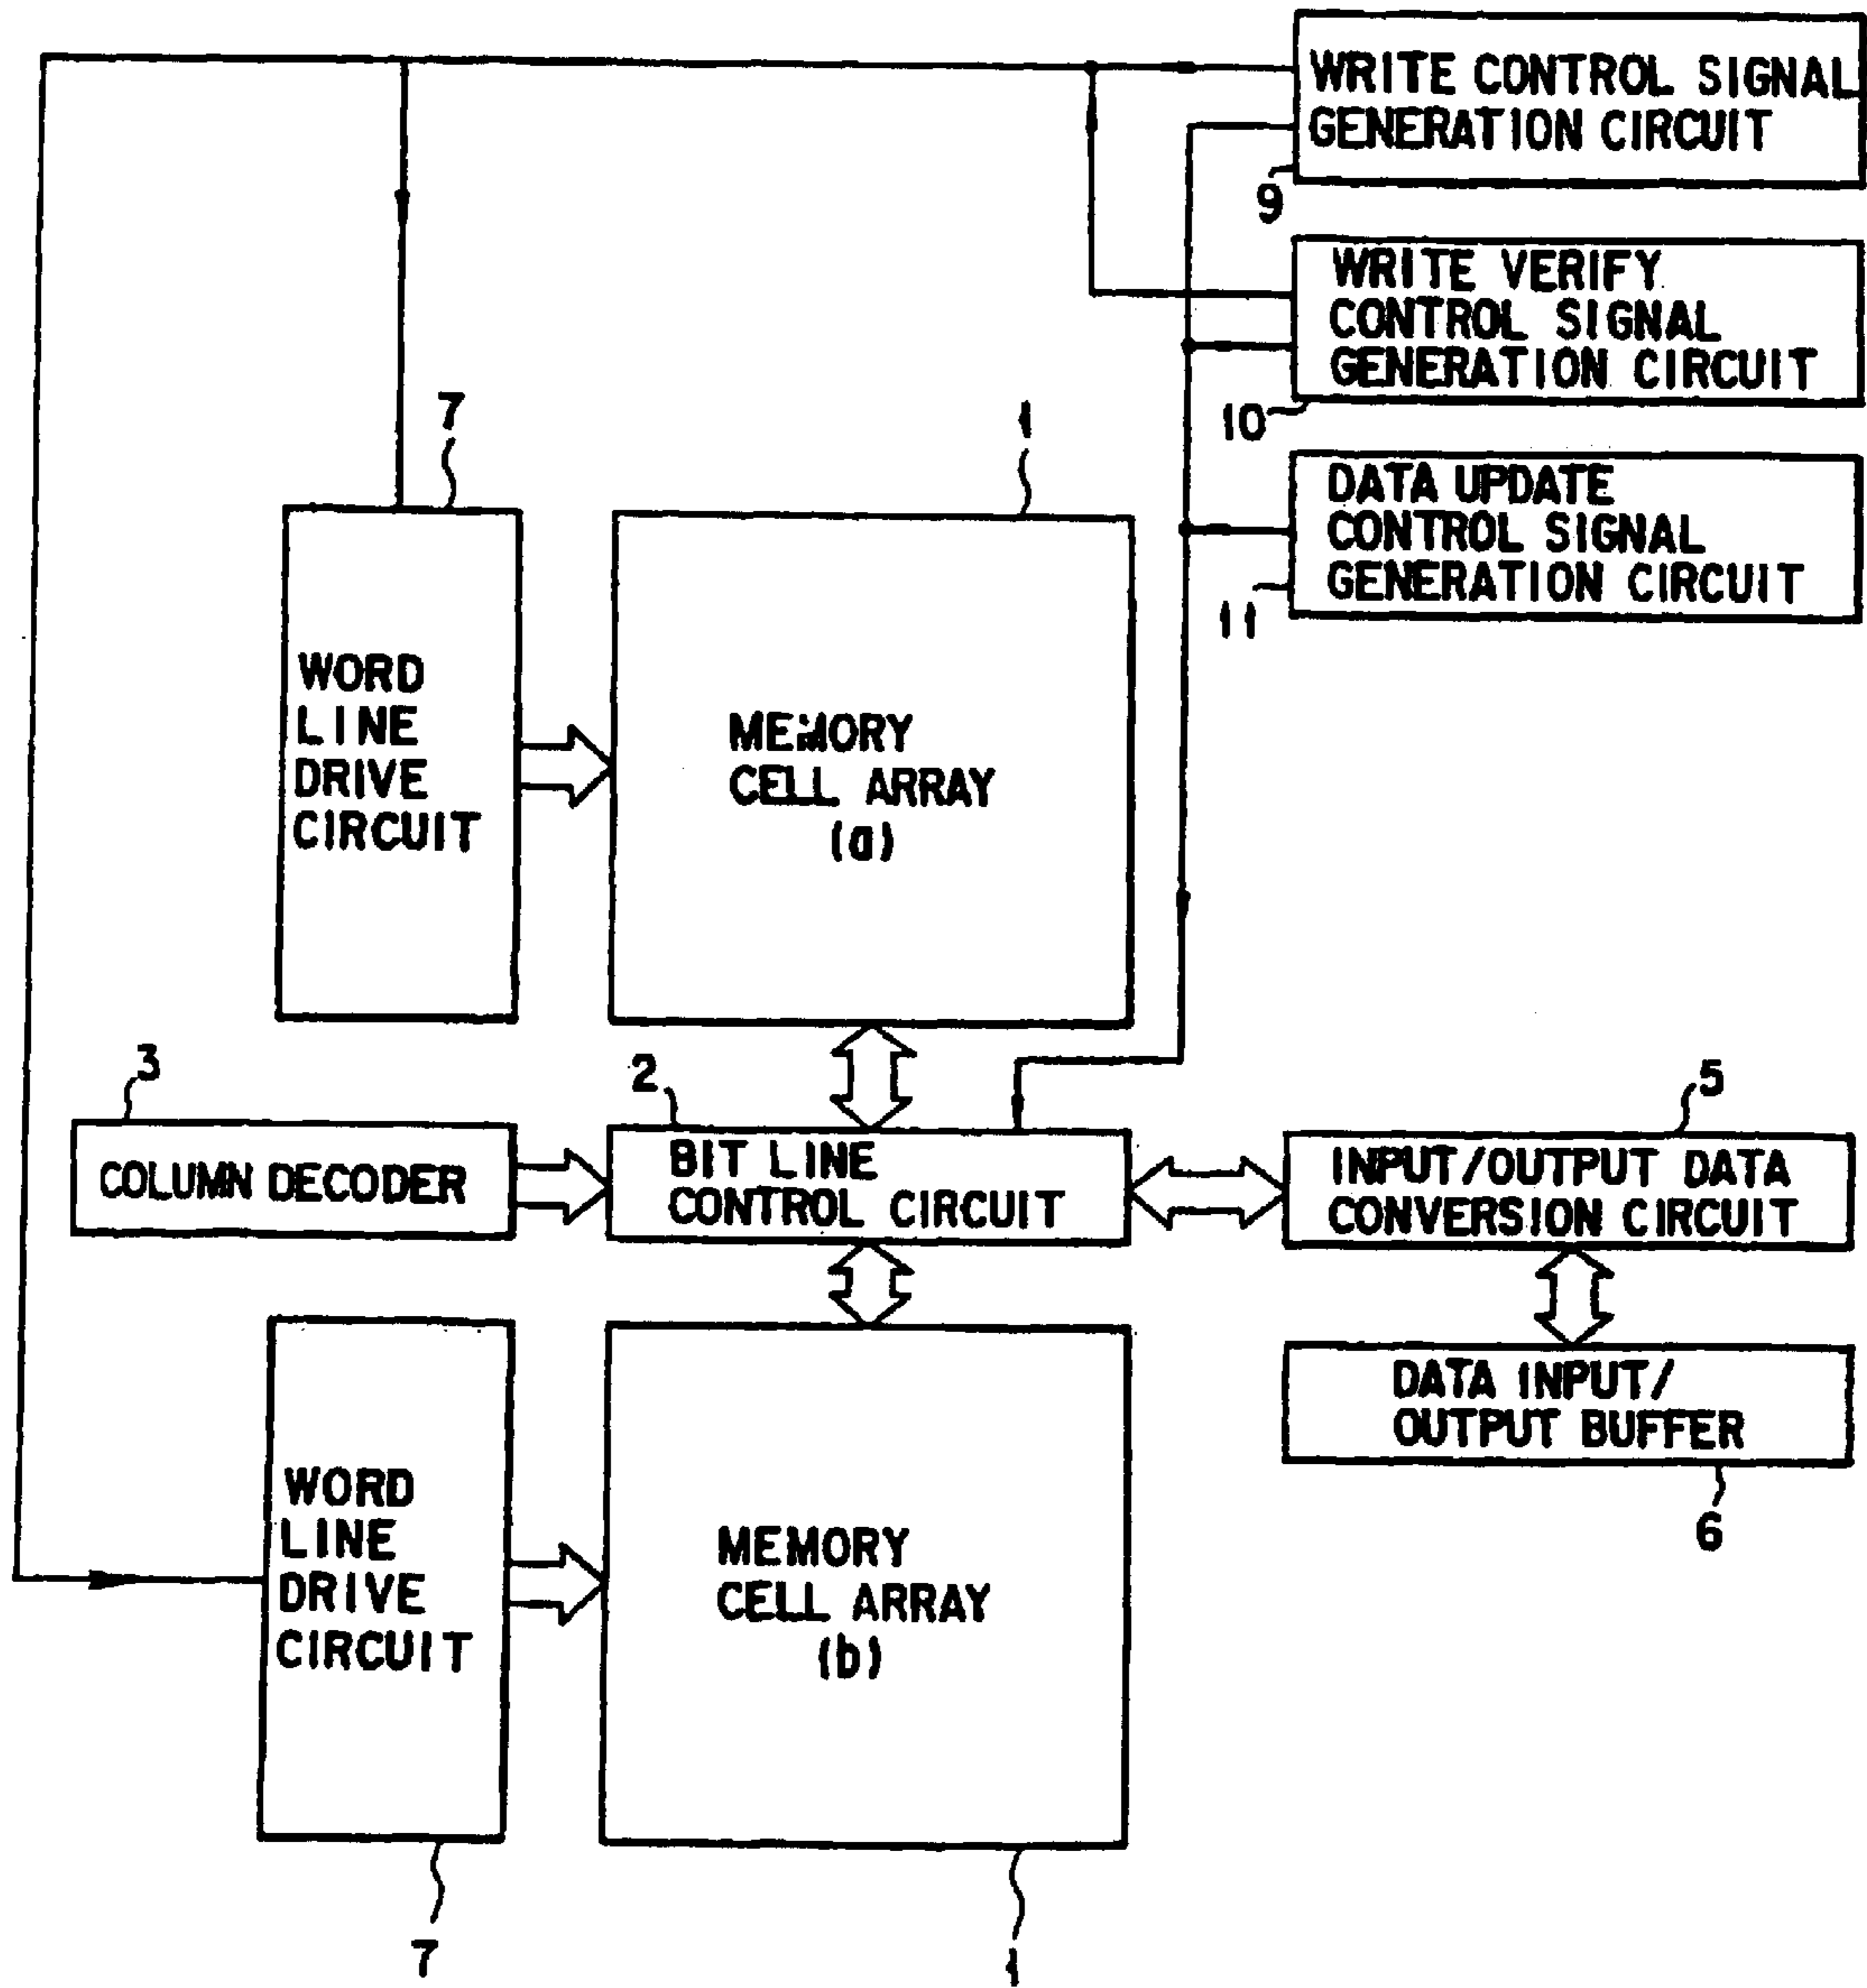 WRITE CONTROL SIGNAL
GENERATION CIRCUIT
9
WRITE VERIFY
CONTROL SIGNAL
GENERATION CIRCUIT
10
DATA UPDATE
CONTROL SIGNAL
GENERATION CIRCUIT
11
7
1
WORD
LINE
DRIVE
CIRCUIT
MEMORY
CELL ARRAY
(a)
3
COLUMN DECODER
2
BIT LINE
CONTROL CIRCUIT
5
INPUT/OUTPUT DATA
CONVERSION CIRCUIT
DATA INPUT/
OUTPUT BUFFER
6
WORD
LINE
DRIVE
CIRCUIT
MEMORY
CELL ARRAY
(b)
7
1